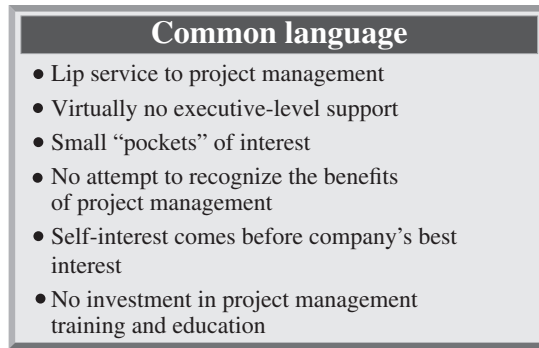 Common language
• Lip service to project management
• Virtually no executive-level support
• Small “pockets” of interest
• No attempt to recognize the benefits
of project management
• Self-interest comes before company’s best
interest
• No investment in project management
training and education